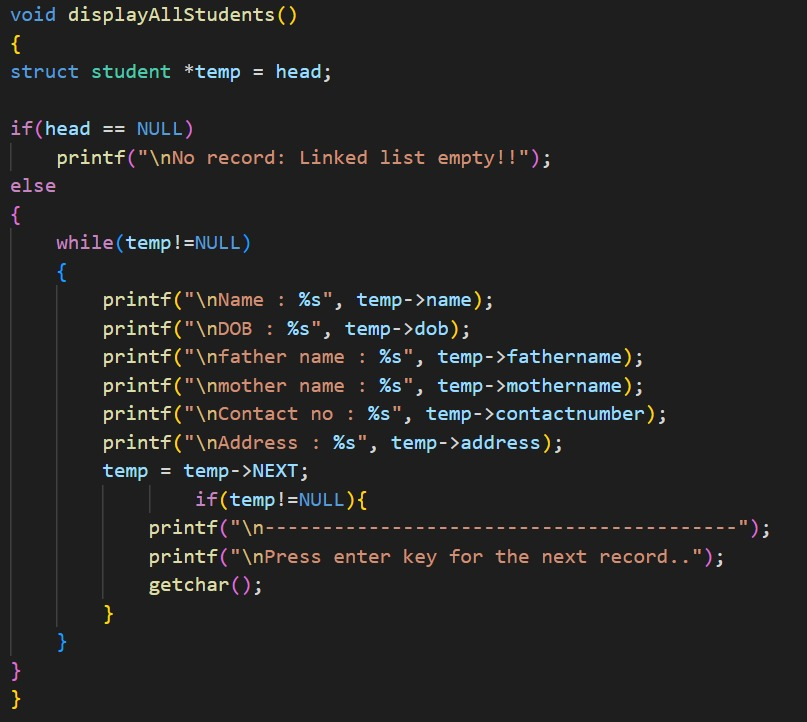 void displayAllStudents()
{
struct student *temp = head;
if(head == NULL)
printf("\nNo record: Linked list empty!!");
else
{
while(temp!=NULL)
{
printf("\nName : %s", temp->name);
printf("\nDOB : %s", temp->dob);
printf("\nfather name : %s", temp->fathername);
printf("\nmother name : %s", temp->mothername);
printf("\nContact no : %s", temp->contactnumber);
printf("\nAddress : %s", temp->address);
temp = temp->NEXT;
if(temp!=NULL){
printf("\n-----------------------------------------");
printf("\nPress enter key for the next record..");
getchar();
}
}
}
}